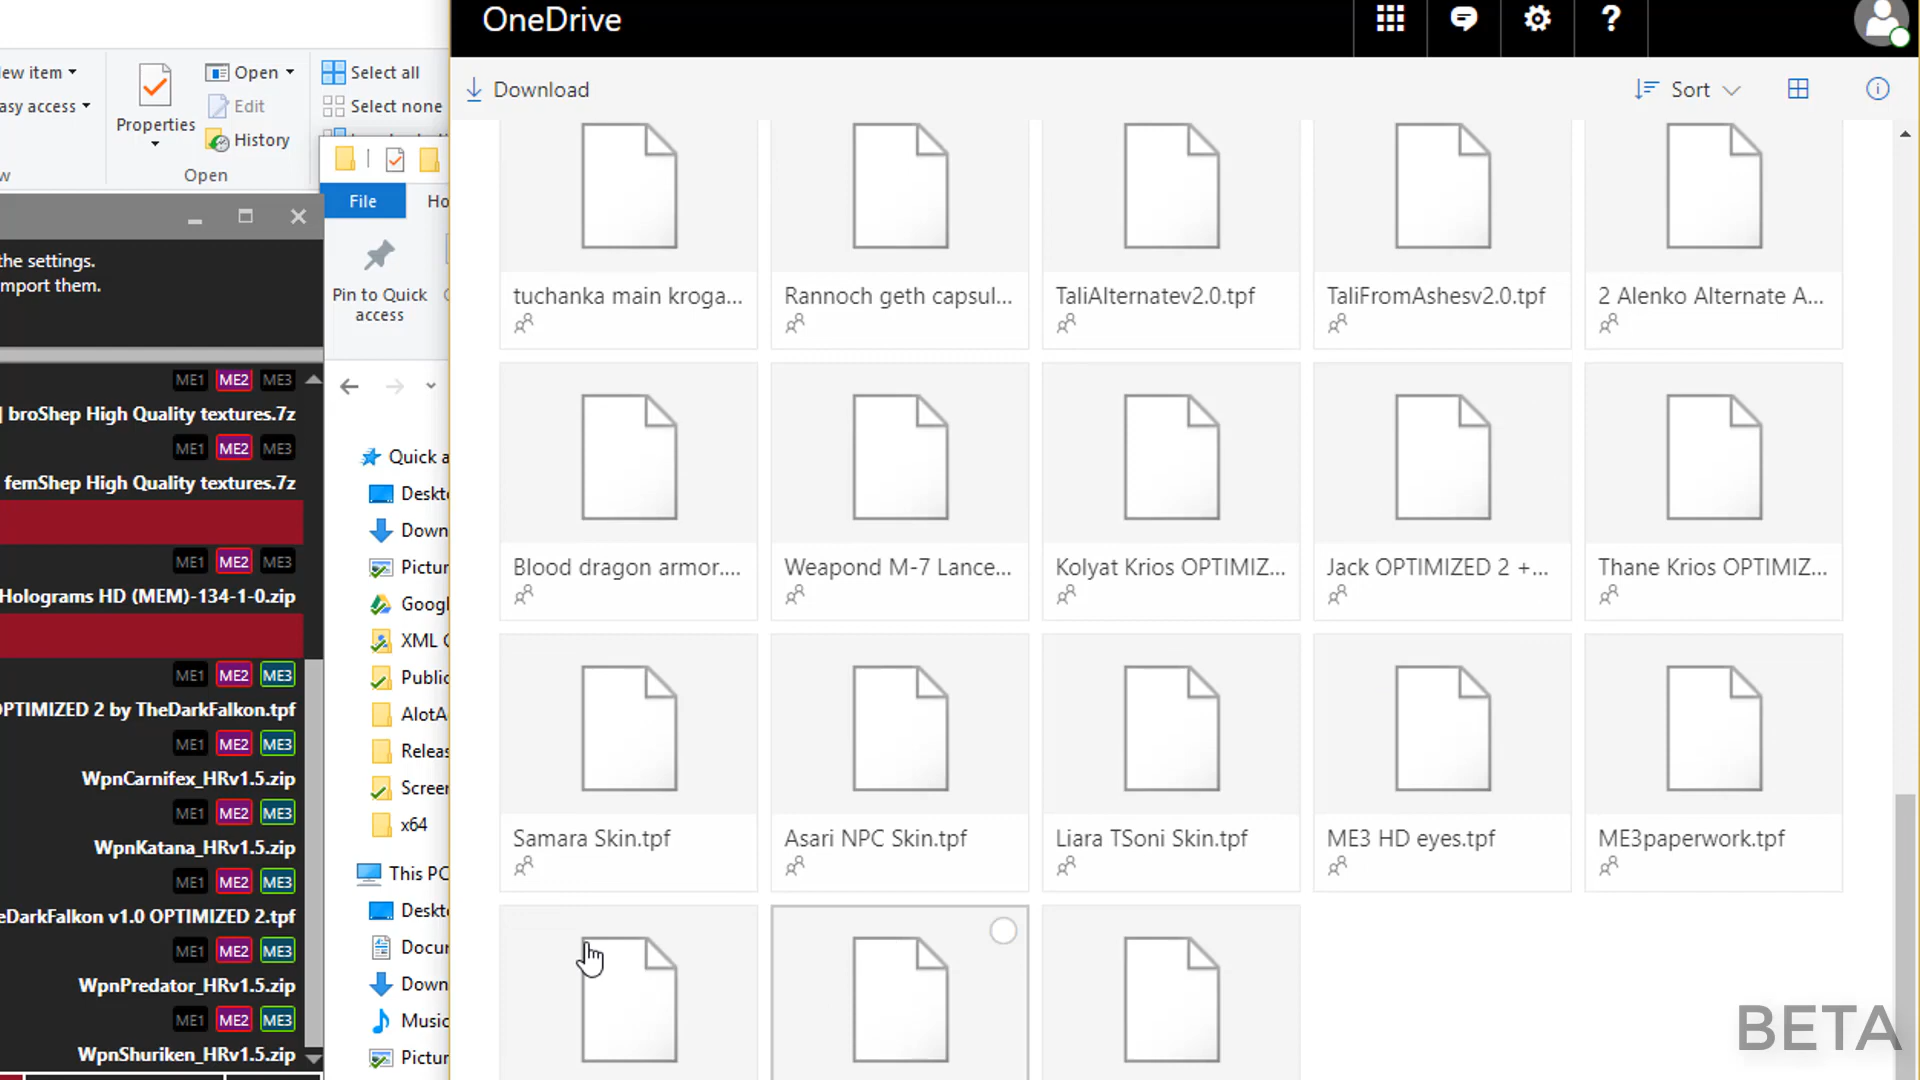 OneDrive
ew item
asy access
Properties
Open
Edit
History
Open
Select all
Select none
w
File
Ho
Pin to Quick
access
the settings.
mport them.
ME1 ME2 ME3
broShep High Quality textures.7z
ME1 ME2 ME3
femShep High Quality textures.7z
ME1 ME2 ME3
Holograms HD (MEM)-134-1-0.zip
ME1 ME2 ME3
OPTIMIZED 2 by TheDarkFalkon.tpf
ME1 ME2 ME3
WpnCarnifex_HRv1.5.zip
ME1 ME2 ME3
WpnKatana_HRv1.5.zip
ME1 ME2 ME3
eDarkFalkon v1.0 OPTIMIZED 2.tpf
ME1 ME2 ME3
WpnPredator_HRv1.5.zip
ME1 ME2 ME3
WpnShuriken_HRv1.5.zip
Quick a
Deskt
Down
Pictur
Googl
XML
Public
AlotA
Releas
Screen
x64
This PC
Deskt
Docur
Down
Music
Pictur
Download
Sort
tuchanka main kroga...
Rannoch geth capsul...
TaliAlternatev2.0.tpf
TaliFromAshesv2.0.tpf
2 Alenko Alternate A...
Blood dragon armor....
Weapond M-7 Lance...
Kolyat Krios OPTIMIZ...
Jack OPTIMIZED 2 +...
Thane Krios OPTIMIZ...
Samara Skin.tpf
Asari NPC Skin.tpf
Liara TSoni Skin.tpf
ME3 HD eyes.tpf
ME3paperwork.tpf
BETA